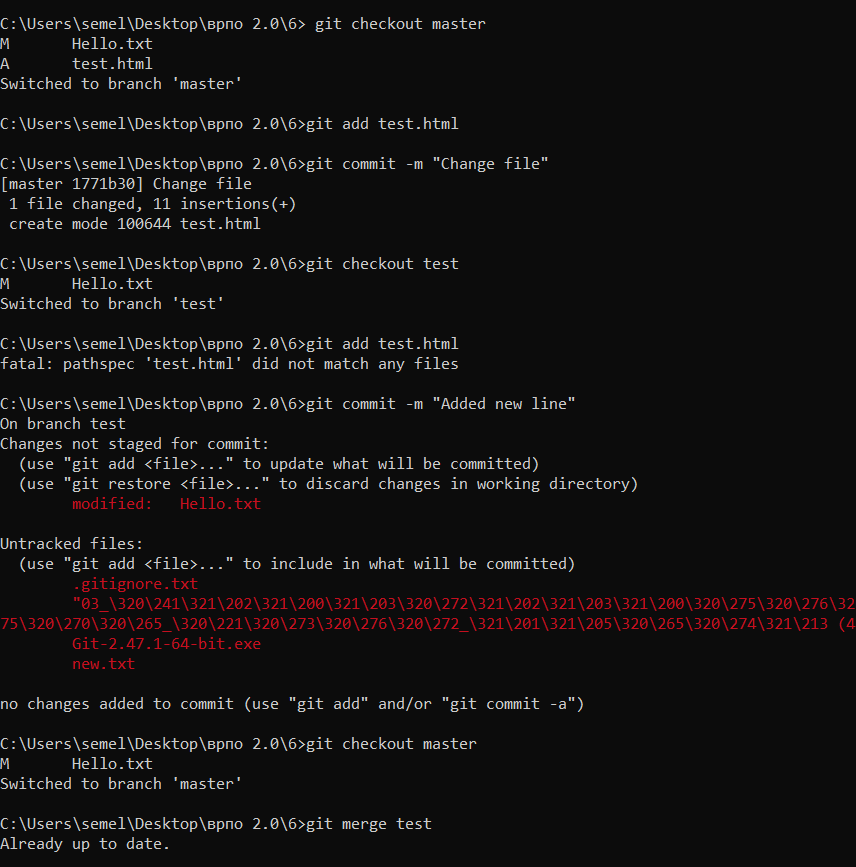 C:\Users\semel\Desktop\врпо 2.0\6> git checkout master
M       Hello.txt
A       test.html
Switched to branch 'master'
C:\Users\semel\Desktop\врпо 2.0\6>git add test.html
C:\Users\semel\Desktop\врпо 2.0\6>git commit -m "Change file"
[master 1771b30] Change file
 1 file changed, 11 insertions(+)
 create mode 100644 test.html
C:\Users\semel\Desktop\врпо 2.0\6>git checkout test
M       Hello.txt
Switched to branch 'test'
C:\Users\semel\Desktop\врпо 2.0\6>git add test.html
fatal: pathspec 'test.html' did not match any files
C:\Users\semel\Desktop\врпо 2.0\6>git commit -m "Added new line"
On branch test
Changes not staged for commit:
  (use "git add <file>..." to update what will be committed)
  (use "git restore <file>..." to discard changes in working directory)
        modified:   Hello.txt
Untracked files:
  (use "git add <file>..." to include in what will be committed)
        .gitignore.txt
        "03_\320\241\321\202\321\200\321\203\320\272\321\202\321\203\321\200\320\275\320\276\32
75\320\270\320\265_\320\221\320\273\320\276\320\272_\321\201\321\205\320\265\320\274\321\213 (4
        Git-2.47.1-64-bit.exe
        new.txt
no changes added to commit (use "git add" and/or "git commit -a")
C:\Users\semel\Desktop\врпо 2.0\6>git checkout master
M       Hello.txt
Switched to branch 'master'
C:\Users\semel\Desktop\врпо 2.0\6>git merge test
Already up to date.